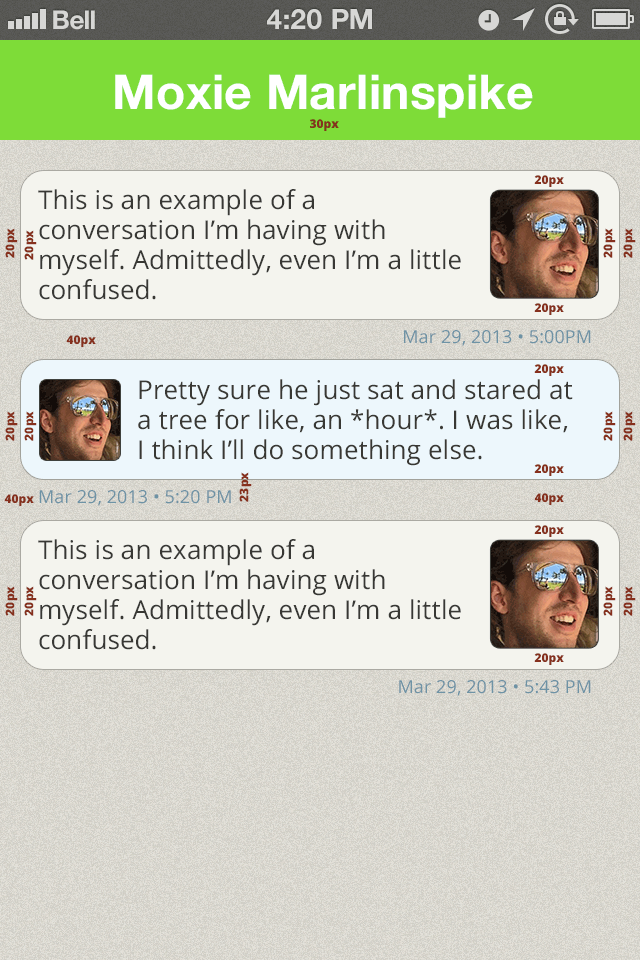 Bell 4:20 PM
Moxie Marlinspike
30px
20px
This is an example of a
conversation I'm having with
myself. Admittedly, even I'm a little
confused.
20px
20px
20px
20px
20px
Mar 29, 2013 • 5:00PM
40px
20px
Pretty sure he just sat and stared at
a tree for like, an *hour*. I was like,
I think I'll do something else.
20px
20px
20px
20px
20px
40px
Mar 29, 2013 • 5:20 PM
23px
40px
20px
This is an example of a
conversation I'm having with
myself. Admittedly, even I'm a little
confused.
20px
20px
20px
20px
20px
Mar 29, 2013 • 5:43 PM